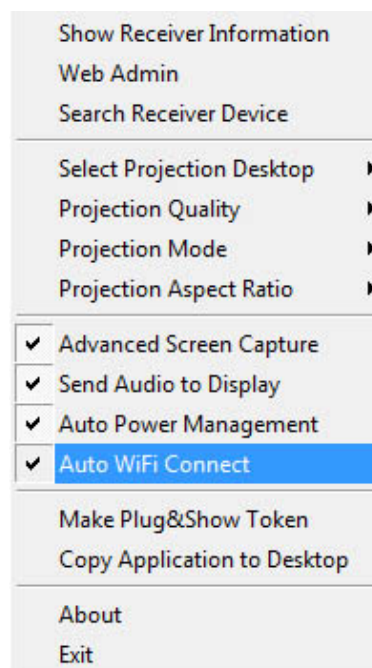 Show Receiver Information
Web Admin
Search Receiver Device
Select Projection Desktop
Projection Quality
Projection Mode
Projection Aspect Ratio
Advanced Screen Capture
Send Audio to Display
Auto Power Management
Auto WiFi Connect
Make Plug&Show Token
Copy Application to Desktop
About
Exit